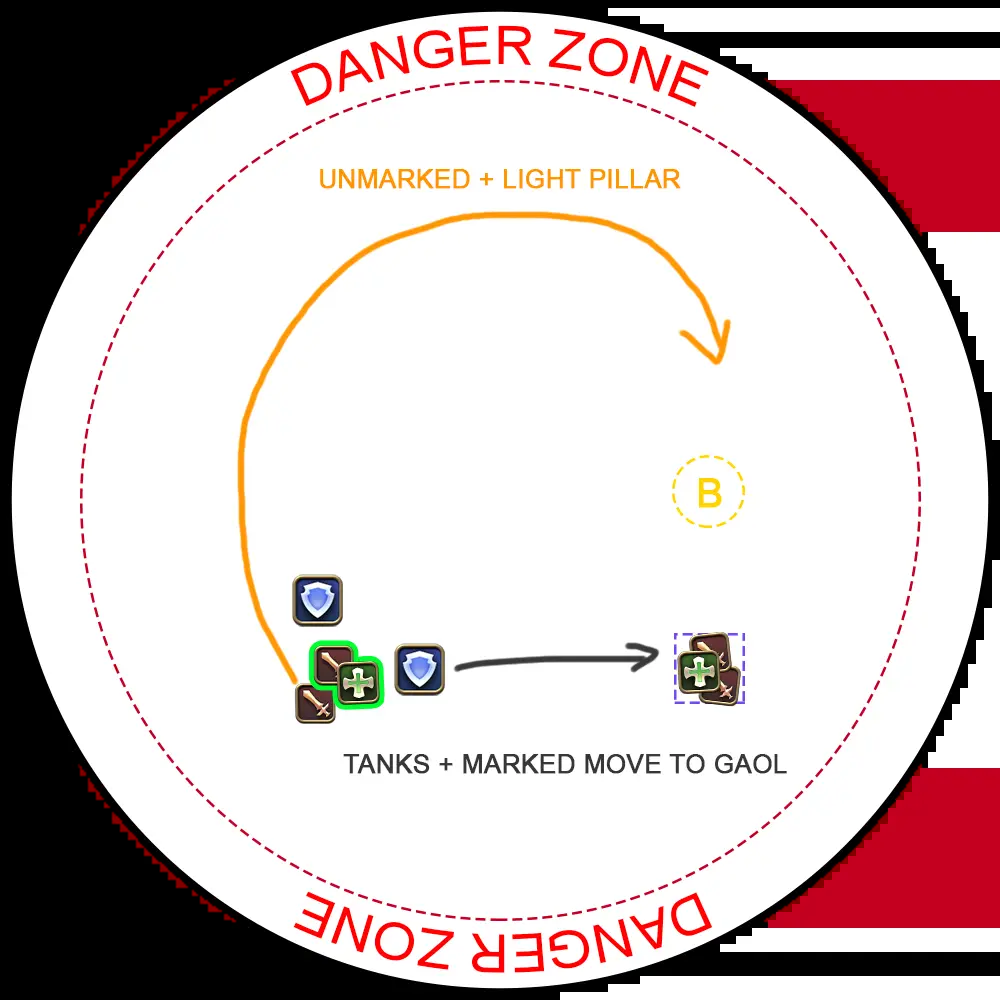 DANGER ZONE
UNMARKED + LIGHT PILLAR
B
TANKS + MARKED MOVE TO GAOL
DANGER ZONE